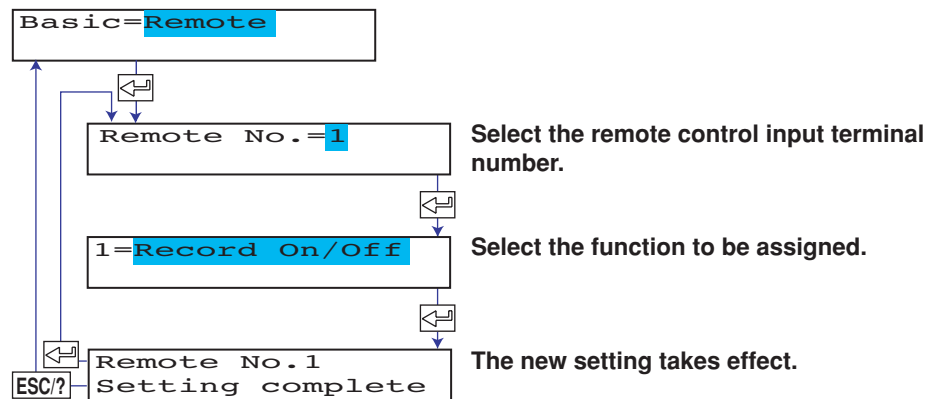 Basic=Remote
Remote No.=1
Select the remote control input terminal
number.
1=Record On/Off
Select the function to be assigned.
Remote No.1
Setting complete
The new setting takes effect.
ESC/?